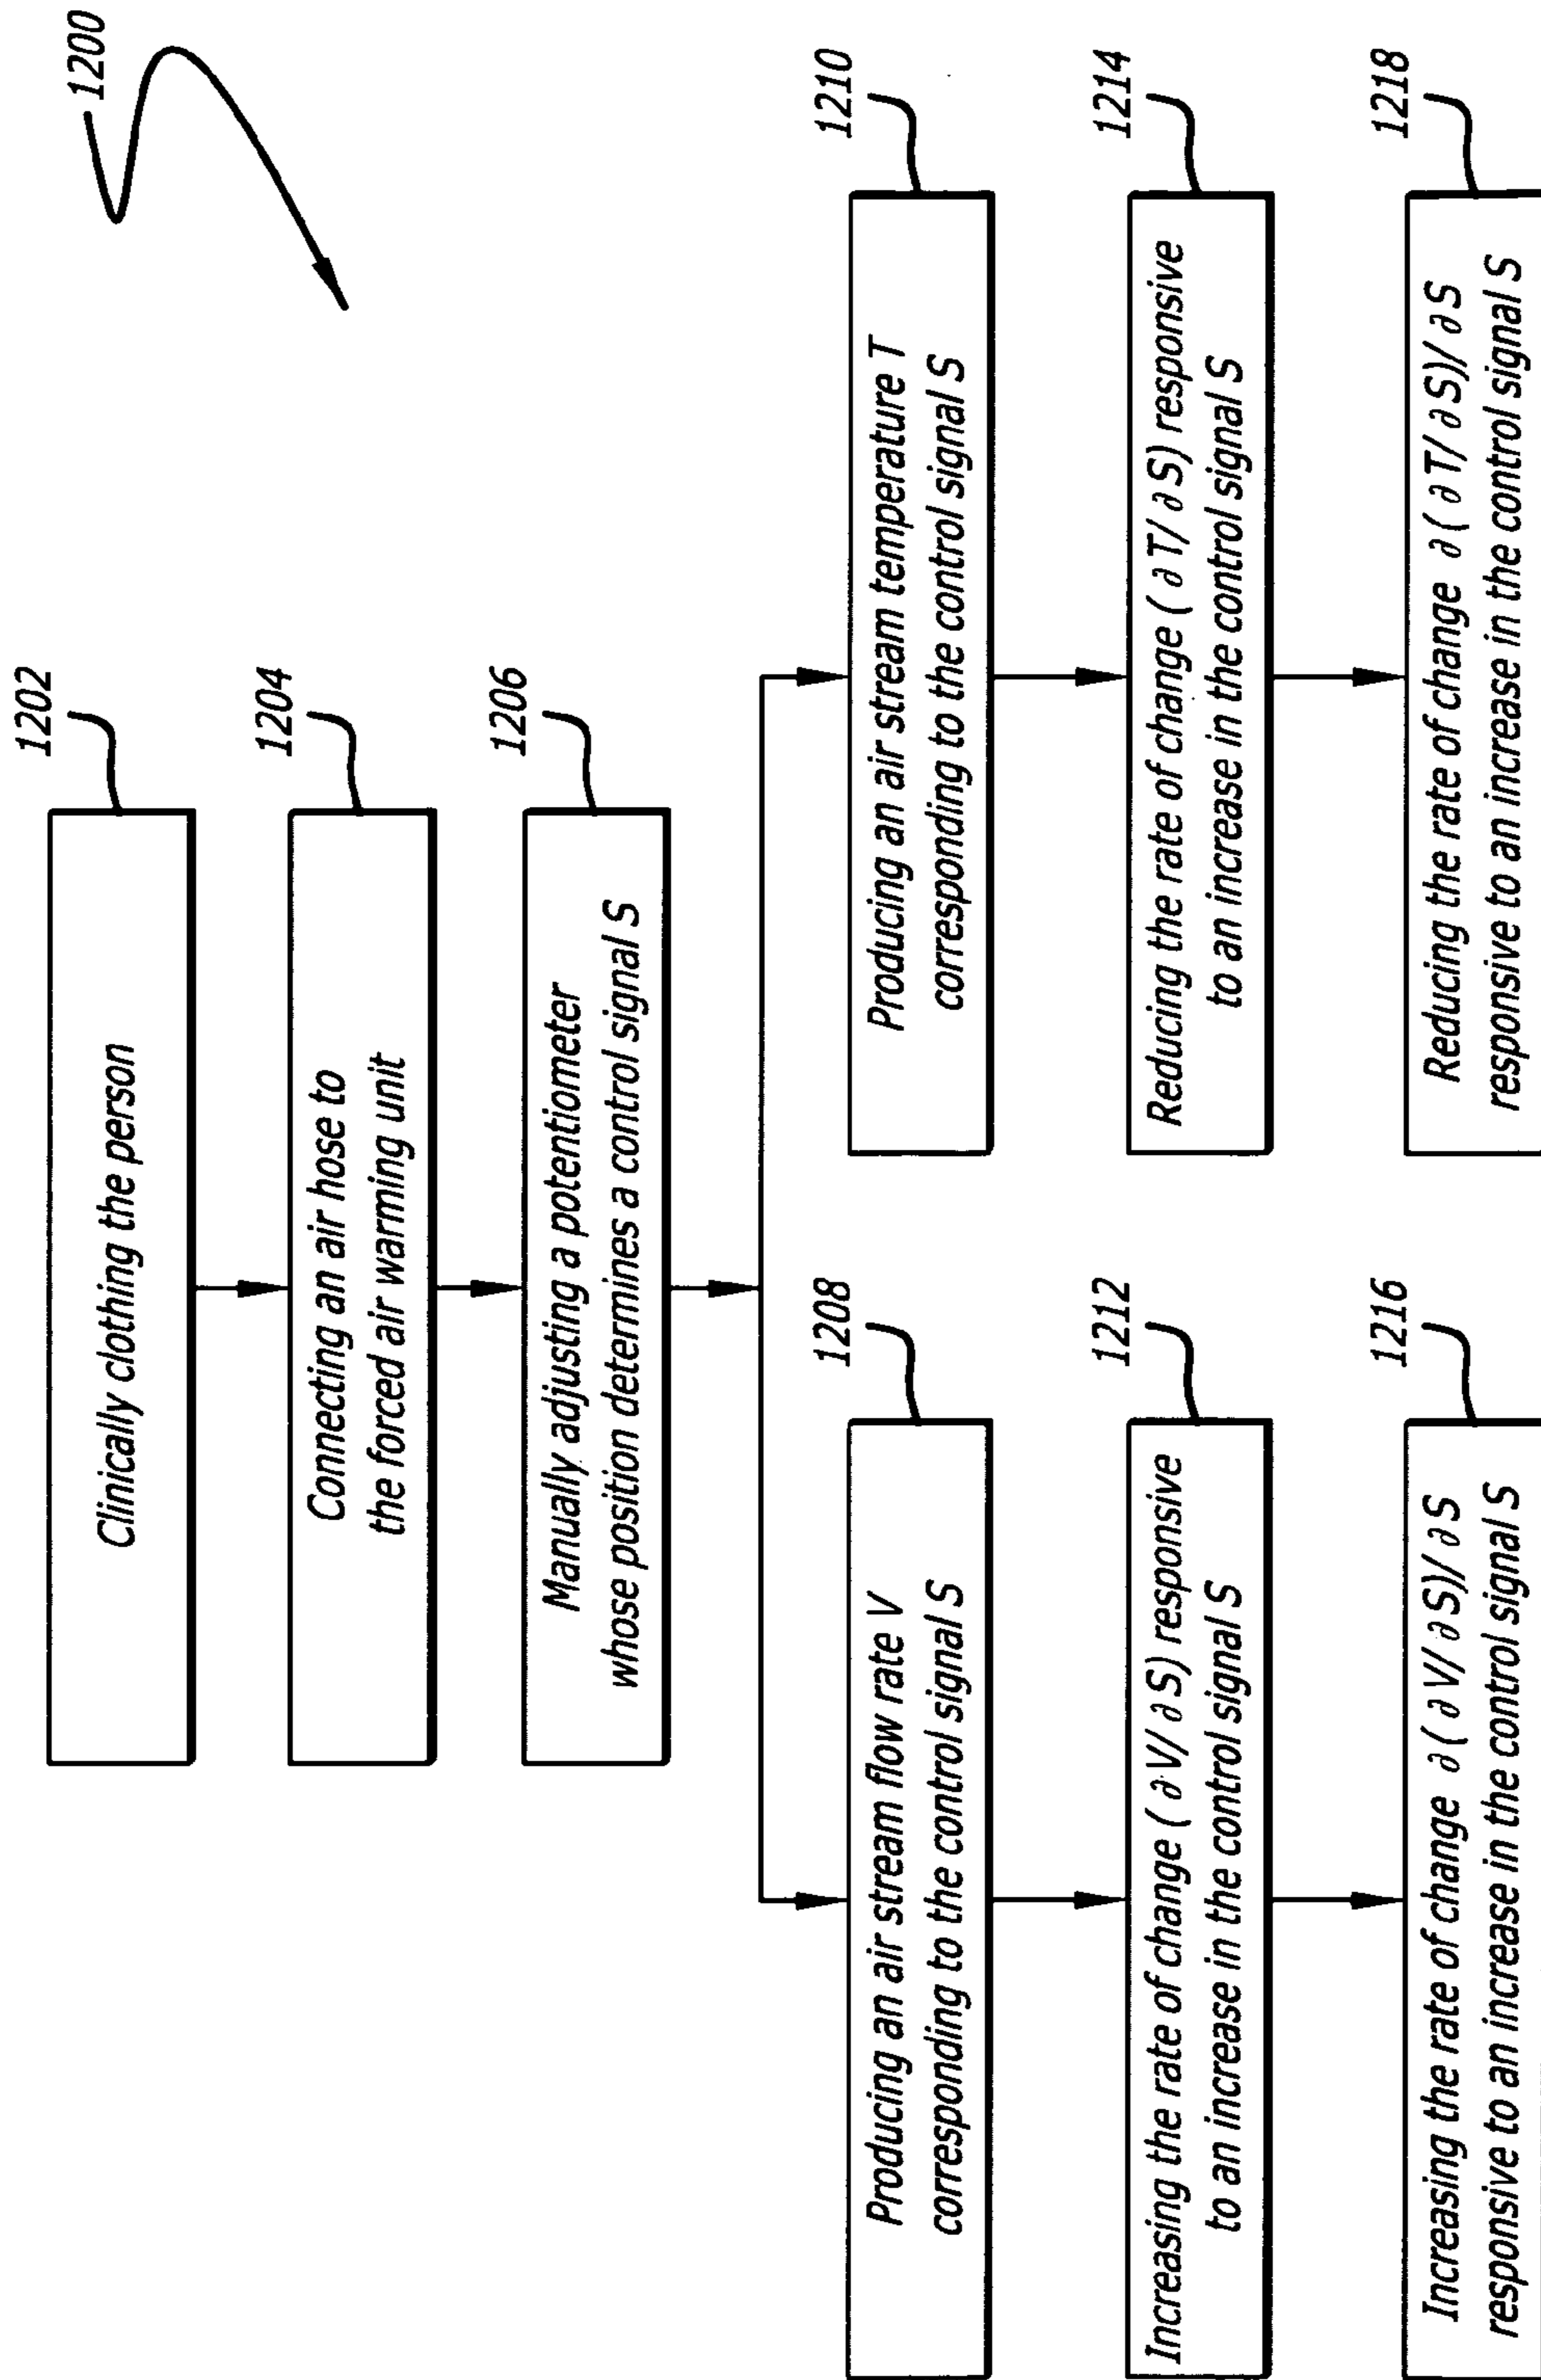 1200
1202
Clinically clothing the person
1204
Connecting an air hose to
the forced air warming unit
1206
Manually adjusting a potentiometer
whose position determines a control signal S
1208
Producing an air stream flow rate V
corresponding to the control signal S
1210
Producing an air stream temperature T
corresponding to the control signal S
1212
Increasing the rate of change (∂V/∂S) responsive
to an increase in the control signal S
1214
Reducing the rate of change (∂T/∂S) responsive
to an increase in the control signal S
1216
Increasing the rate of change ∂(∂V/∂S)/∂S
responsive to an increase in the control signal S
1218
Reducing the rate of change ∂(∂T/∂S)/∂S
responsive to an increase in the control signal S